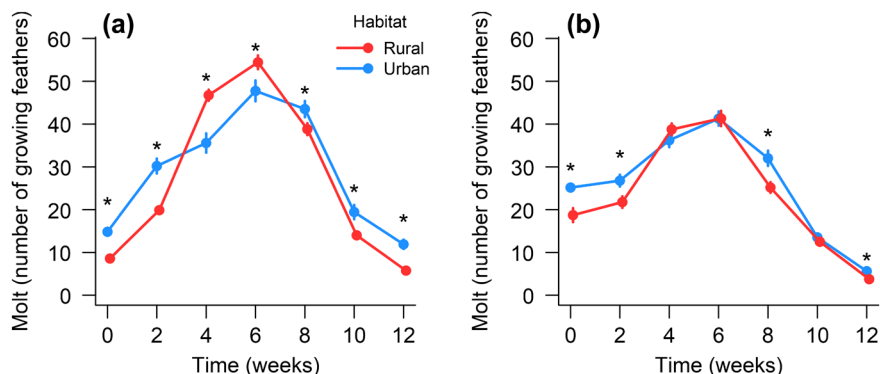 (a)
Habitat
Rural
Urban
Molt (number of growing feathers)
60
50
40
30
20
10
0
* * * * * * * *
0 2 4 6 8 10 12
Time (weeks)
(b)
Molt (number of growing feathers)
60
50
40
30
20
10
0
* * * *
0 2 4 6 8 10 12
Time (weeks)